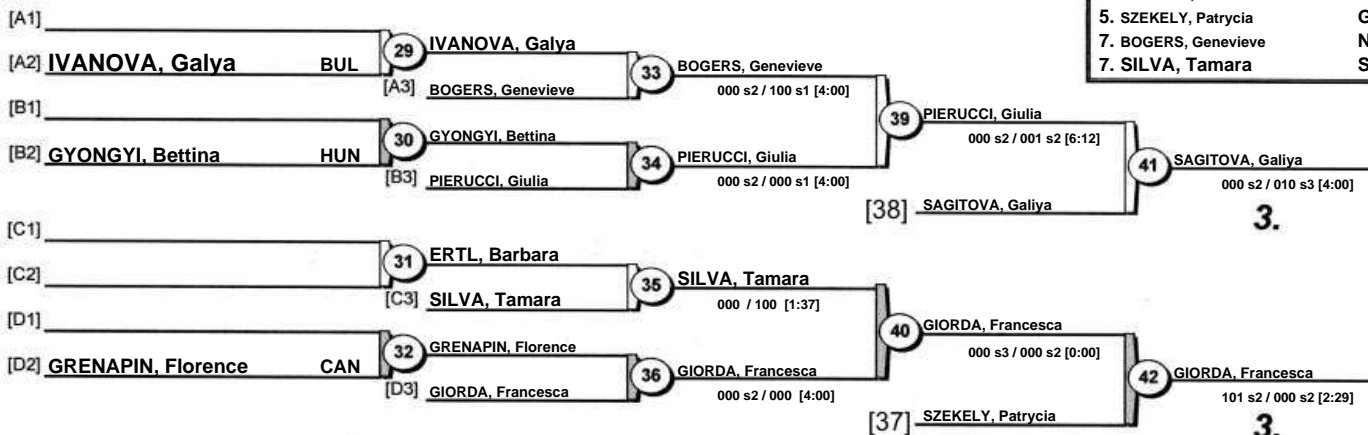 5. SZEKELY, Patrycia G
7. BOGERS, Genevieve N
7. SILVA, Tamara S
[A1]
[A2] IVANOVA, Galya BUL
29
IVANOVA, Galya
[A3] BOGERS, Genevieve
33
BOGERS, Genevieve
000 s2 / 100 s1 [4:00]
[B1]
[B2] GYONGYI, Bettina HUN
30
GYONGYI, Bettina
[B3] PIERUCCI, Giulia
34
PIERUCCI, Giulia
000 s2 / 000 s1 [4:00]
39
PIERUCCI, Giulia
000 s2 / 001 s2 [6:12]
[38] SAGITOVA, Galiya
41
SAGITOVA, Galiya
000 s2 / 010 s3 [4:00]
3.
[C1]
[C2]
31
ERTL, Barbara
[C3] SILVA, Tamara
35
SILVA, Tamara
000 / 100 [1:37]
[D1]
[D2] GRENAPIN, Florence CAN
32
GRENAPIN, Florence
[D3] GIORDA, Francesca
36
GIORDA, Francesca
000 s2 / 000 [4:00]
40
GIORDA, Francesca
000 s3 / 000 s2 [0:00]
[37] SZEKELY, Patrycia
42
GIORDA, Francesca
101 s2 / 000 s2 [2:29]
3.